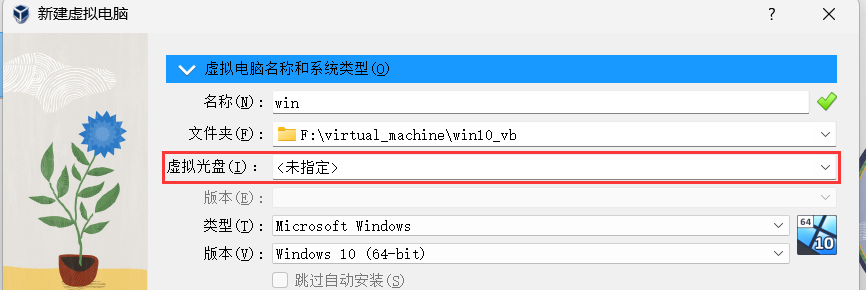 新建虚拟电脑 ?
虚拟电脑名称和系统类型(O)
名称(N): win
文件夹(F): F:\virtual_machine\win10_vb
虚拟光盘(I): <未指定>
版本(E):
类型(T): Microsoft Windows
版本(V): Windows 10 (64-bit)
64
10
跳过自动安装(S)